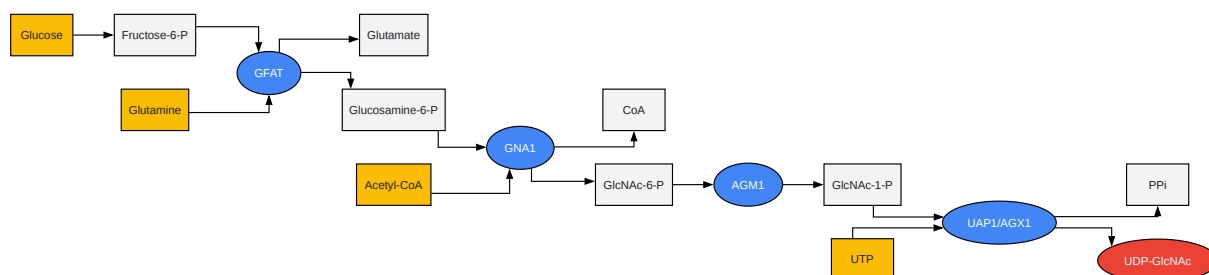 Glucose
Fructose-6-P
Glutamate
GFAT
Glutamine
Glucosamine-6-P
CoA
GNA1
Acetyl-CoA
GlcNAc-6-P
AGM1
GlcNAc-1-P
PPi
UAP1/AGX1
UTP
UDP-GlcNAc